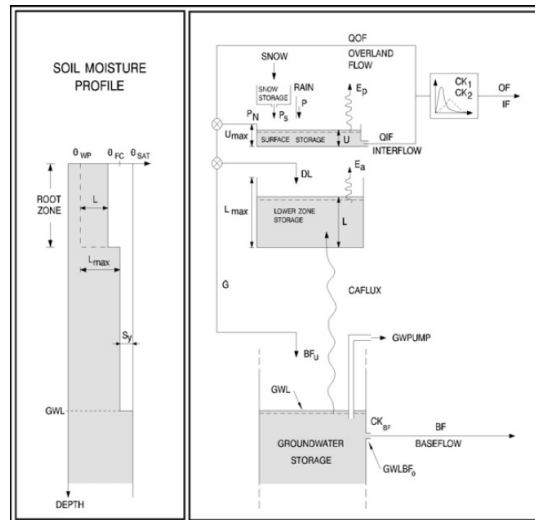 SOIL MOISTURE
PROFILE
θWP θFC θSAT
ROOT
ZONE
L
Lmax
Sy
GWL
DEPTH
QOF
OVERLAND
FLOW
SNOW
SNOW
STORAGE
RAIN
P
Ps
PN
Ep
CK1
CK2
OF
IF
Umax
SURFACE STORAGE
U
QIF
INTERFLOW
DL
Ea
Lmax
LOWER ZONE
STORAGE
L
G
CAFLUX
BFu
GWPUMP
GWL
CKBF
BF
BASEFLOW
GROUNDWATER
STORAGE
GWLBF0